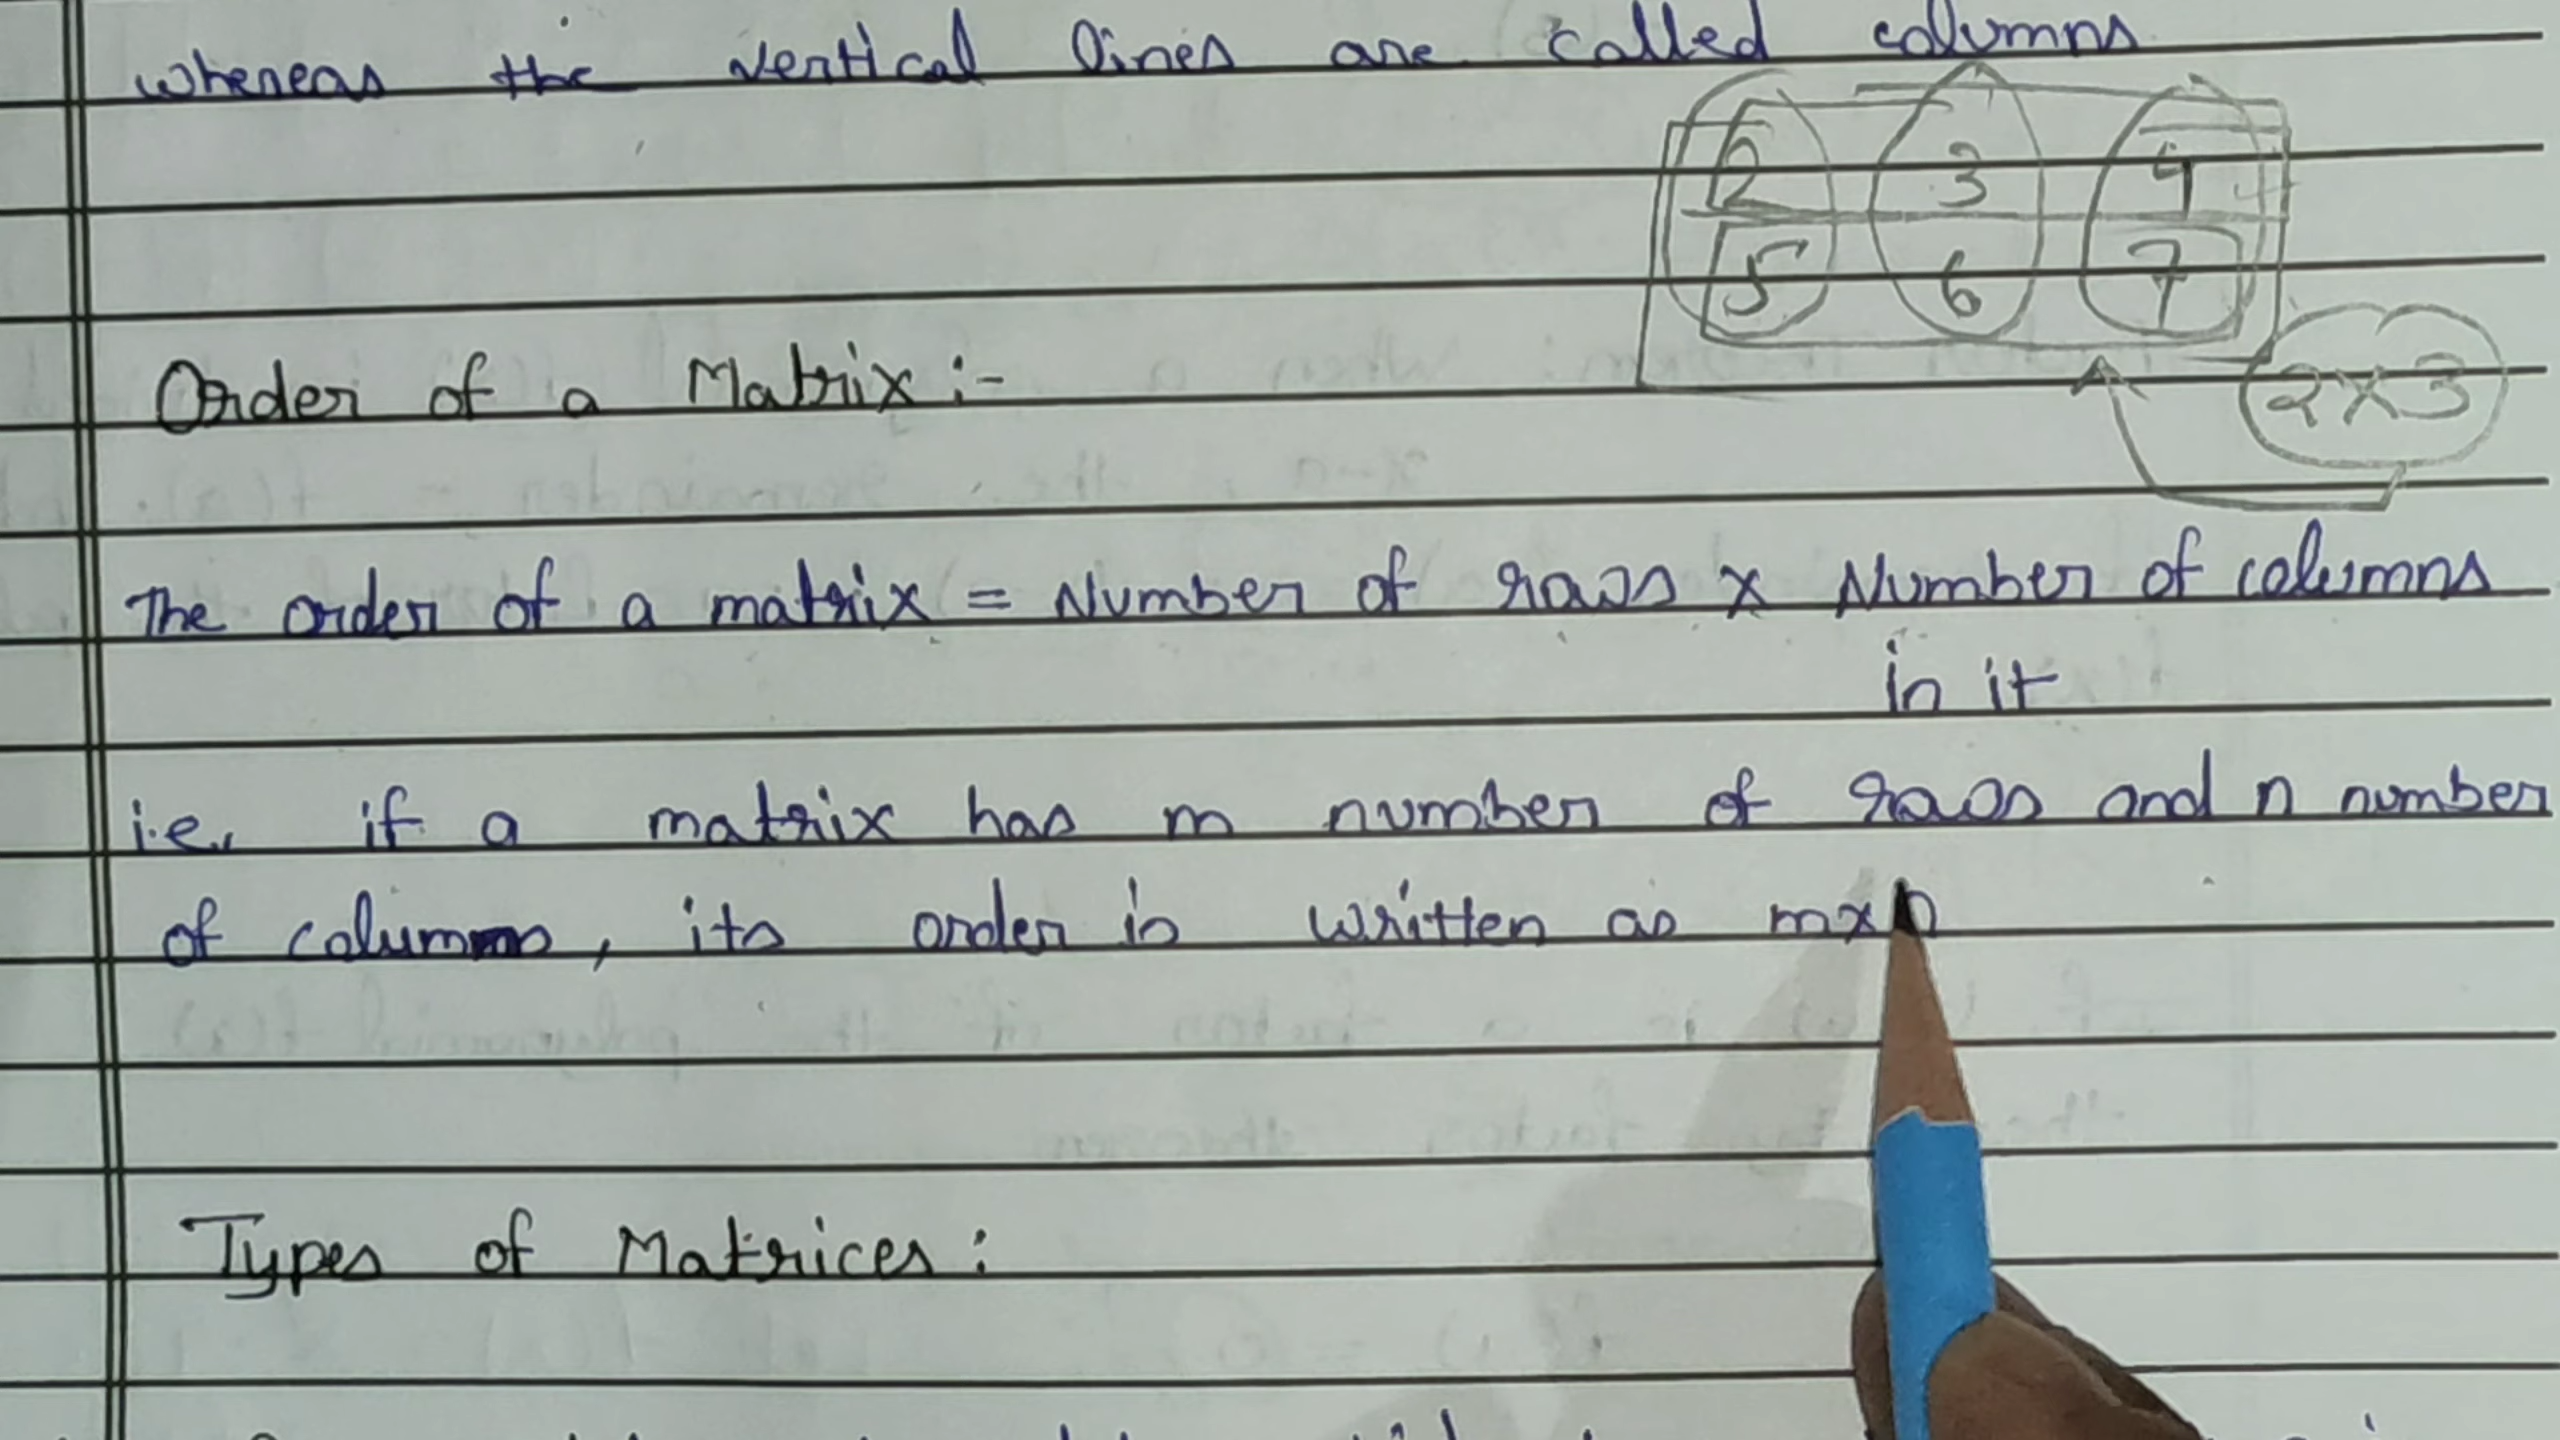 whereas the vertical lines are called columns
2 3 4
5 6 7
Order of a Matrix :-
2x3
The order of a matrix = Number of rows x Number of columns
in it
i.e., if a matrix has m number of rows and n number
of columns, its order is written as mxn
Types of Matrices :